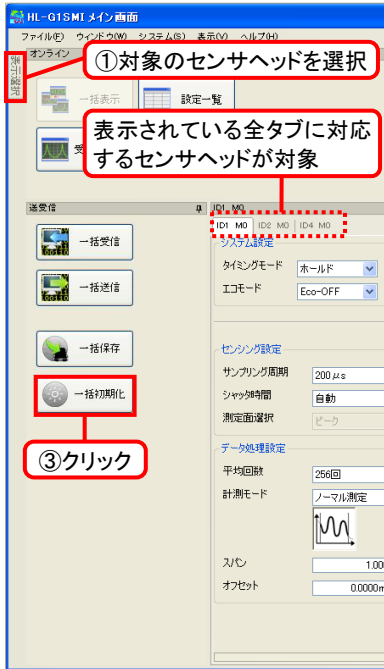 HL-G1SMI メイン画面
ファイル(F) ウィンドウ(W) システム(S) 表示(V) ヘルプ(H)
オンライン
①対象のセンサヘッドを選択
表示選択
一括表示
設定一覧
受
表示されている全タブに対応
するセンサヘッドが対象
送受信
ID1_M0
ID1 M0 ID2 M0 ID4 M0
一括受信
一括送信
一括保存
一括初期化
③クリック
システム設定
タイミングモード ホールド
エコモード Eco-OFF
センシング設定
サンプリング周期 200μs
シャッタ時間 自動
測定面選択 ピーク
データ処理設定
平均回数 256回
計測モード ノーマル測定
スパン 1.000
オフセット 0.0000m